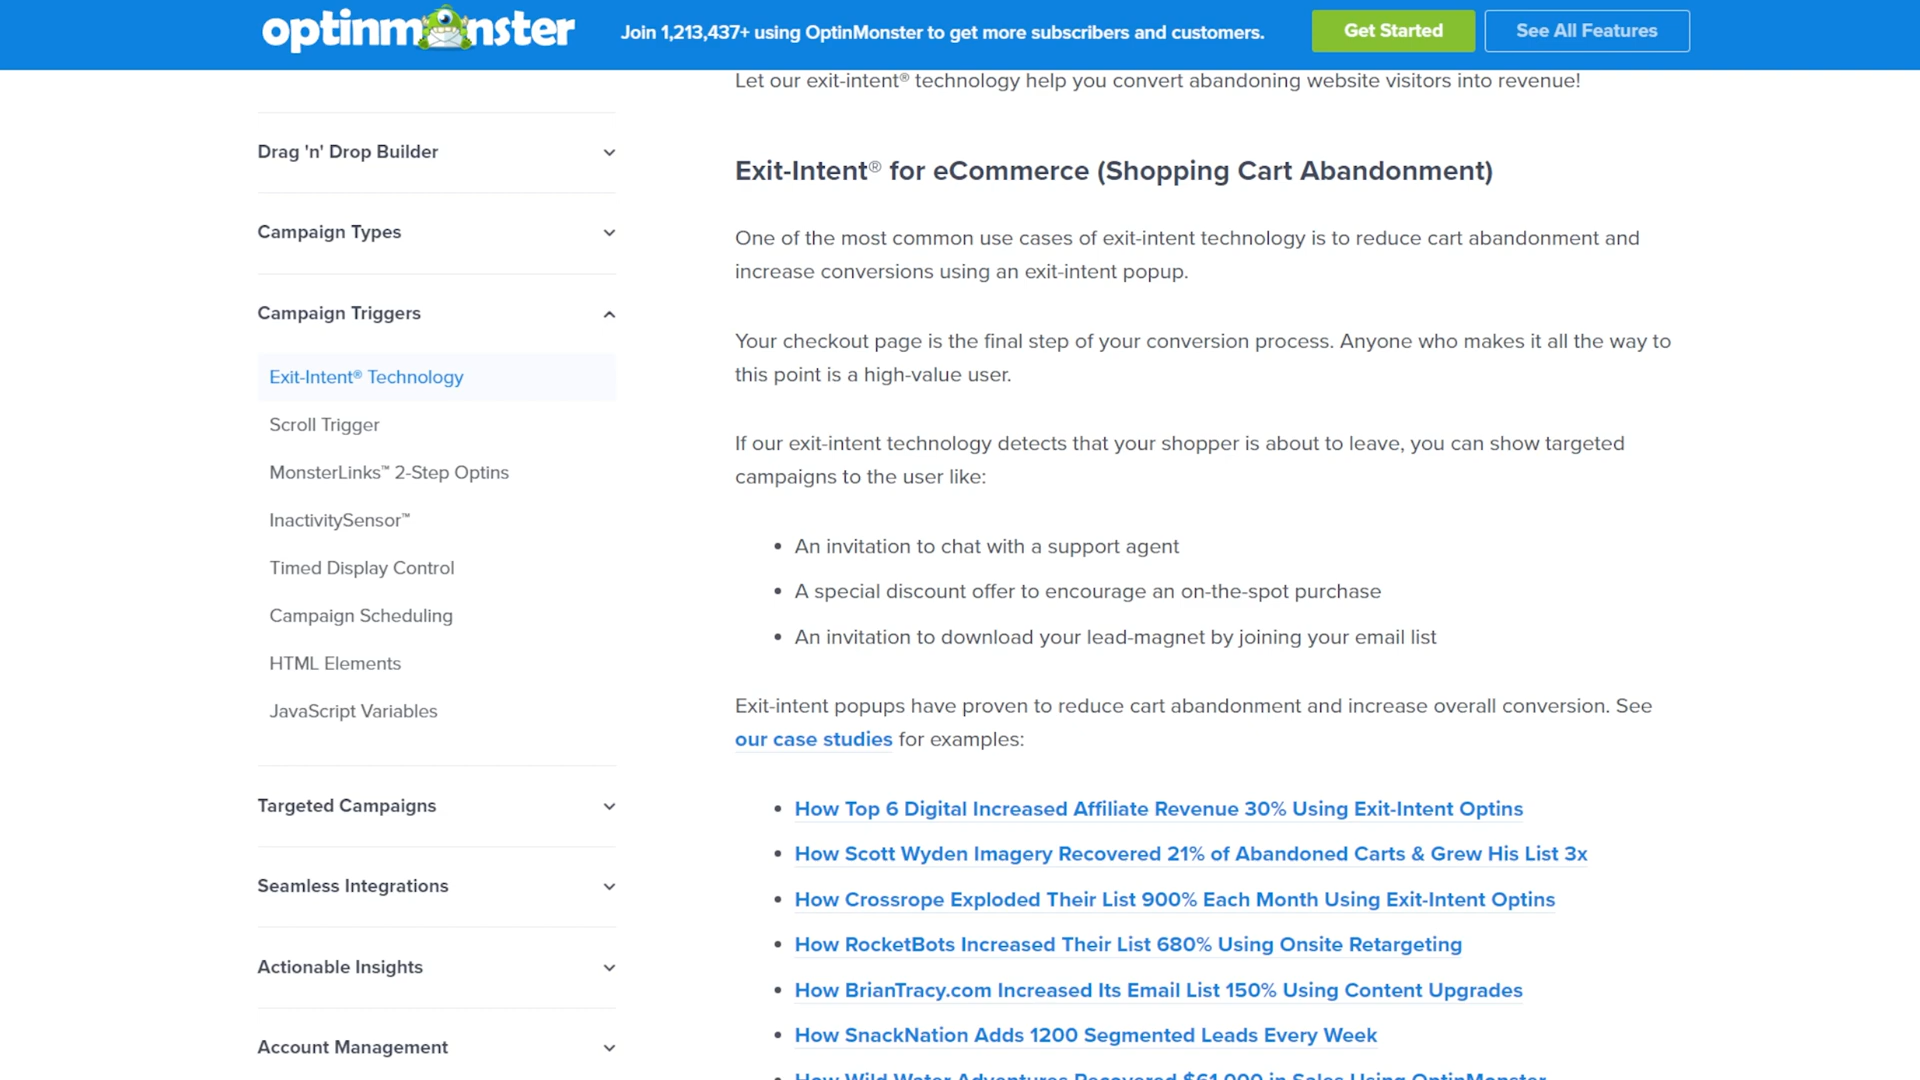 optinmonster
Join 1,213,437+ using OptinMonster to get more subscribers and customers.
Get Started
See All Features
Drag 'n' Drop Builder
Campaign Types
Campaign Triggers
Exit-Intent® Technology
Scroll Trigger
MonsterLinks™ 2-Step Optins
InactivitySensor™
Timed Display Control
Campaign Scheduling
HTML Elements
JavaScript Variables
Targeted Campaigns
Seamless Integrations
Actionable Insights
Account Management
Let our exit-intent® technology help you convert abandoning website visitors into revenue!
Exit-Intent® for eCommerce (Shopping Cart Abandonment)
One of the most common use cases of exit-intent technology is to reduce cart abandonment and
increase conversions using an exit-intent popup.
Your checkout page is the final step of your conversion process. Anyone who makes it all the way to
this point is a high-value user.
If our exit-intent technology detects that your shopper is about to leave, you can show targeted
campaigns to the user like:
• An invitation to chat with a support agent
• A special discount offer to encourage an on-the-spot purchase
• An invitation to download your lead-magnet by joining your email list
Exit-intent popups have proven to reduce cart abandonment and increase overall conversion. See
our case studies for examples:
• How Top 6 Digital Increased Affiliate Revenue 30% Using Exit-Intent Optins
• How Scott Wyden Imagery Recovered 21% of Abandoned Carts & Grew His List 3x
• How Crossrope Exploded Their List 900% Each Month Using Exit-Intent Optins
• How RocketBots Increased Their List 680% Using Onsite Retargeting
• How BrianTracy.com Increased Its Email List 150% Using Content Upgrades
• How SnackNation Adds 1200 Segmented Leads Every Week
• How Wild Water Adventures Recovered $61,000 in Sales Using OptinMonster